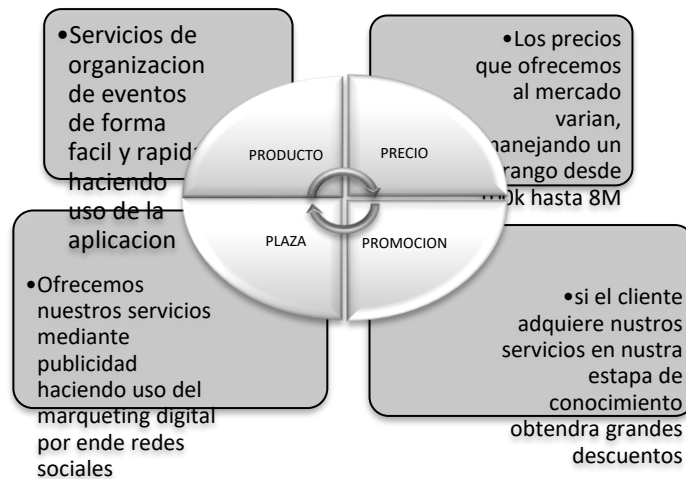 •Servicios de
organizacion
de eventos
de forma
facil y rapida
haciendo
uso de la
aplicacion
•Los precios
que ofrecemos
al mercado
varian,
manejando un
rango desde
100k hasta 8M
PRODUCTO
PRECIO
PLAZA
PROMOCION
•Ofrecemos
nuestros servicios
mediante
publicidad
haciendo uso del
marqueting digital
por ende redes
sociales
•si el cliente
adquiere nustros
servicios en nustra
estapa de
conocimiento
obtendra grandes
descuentos